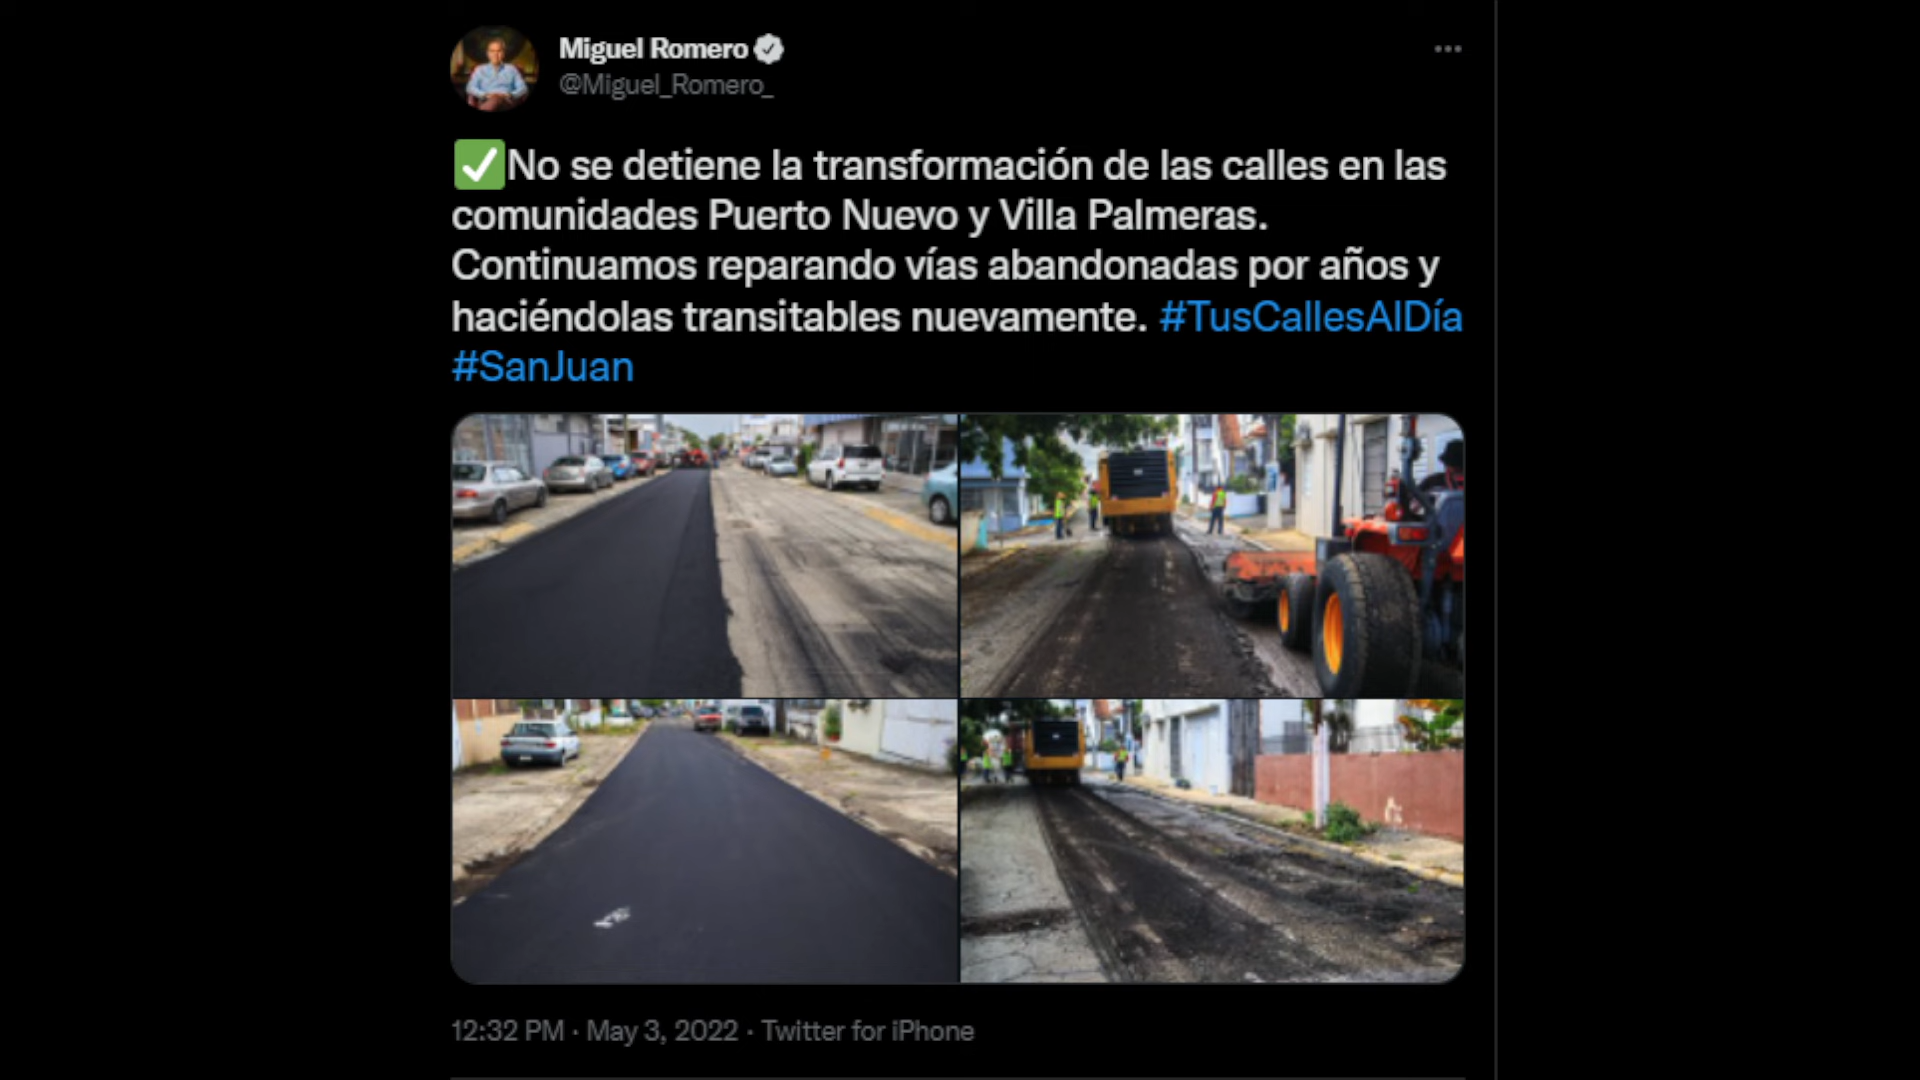 Miguel Romero
@Miguel_Romero_
✅No se detiene la transformación de las calles en las
comunidades Puerto Nuevo y Villa Palmeras.
Continuamos reparando vías abandonadas por años y
haciéndolas transitables nuevamente. #TusCallesAlDía
#SanJuan
12:32 PM · May 3, 2022 · Twitter for iPhone